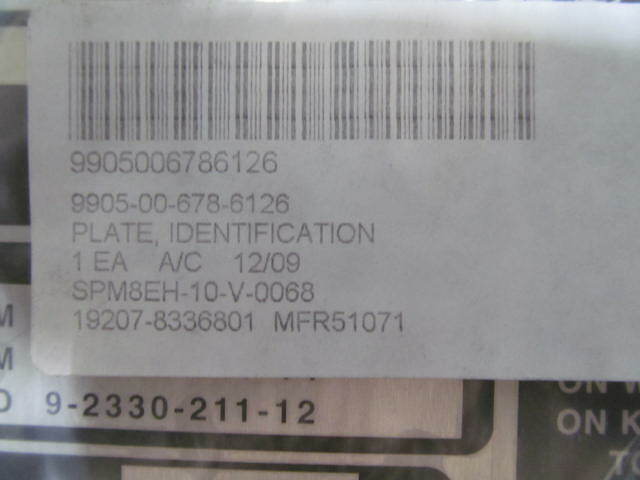 9905006786126
9905-00-678-6126
PLATE, IDENTIFICATION
1 EA A/C 12/09
SPM8EH-10-V-0068
19207-8336801 MFR51071
M
M
D 9-2330-211-12
ON
ON K
TO